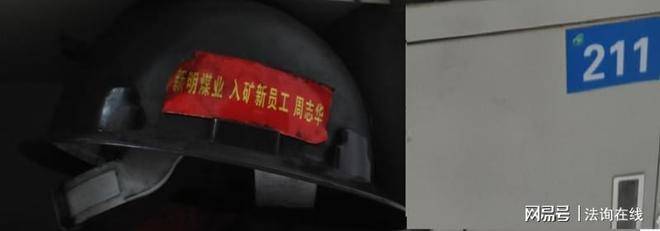 新明煤业 入矿新员工 周志华
211
网易号 | 法询在线